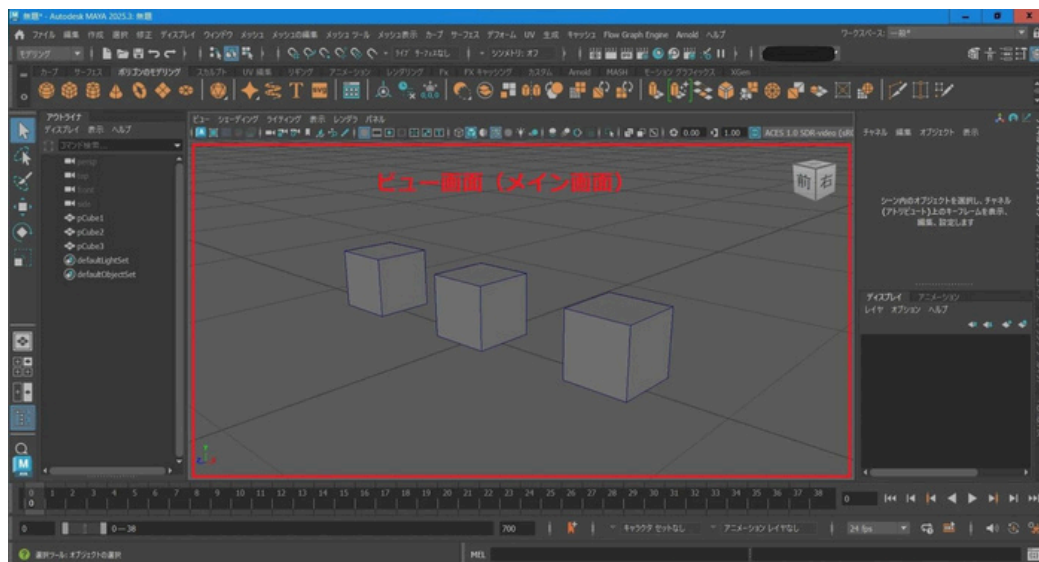 無題* - Autodesk MAYA 2025.3: 無題
ファイル 編集 作成 選択 修正 ディスプレイ ウィンドウ メッシュ メッシュの編集 メッシュ ツール メッシュ表示 カーブ サーフェス デフォーム UV 生成 キャッシュ Flow Graph Engine Arnold ヘルプ
ワークスペース: 一般*
モデリング
ライブ サーフェスなし
シンメトリ: オフ
カーブ サーフェス ポリゴンのモデリング スカルプト UV 編集 リギング アニメーション レンダリング FX FX キャッシング カスタム Arnold MASH モーション グラフィックス XGen
アウトライナ
ディスプレイ 表示 ヘルプ
persp
top
front
side
pCube1
pCube2
pCube3
defaultLightSet
defaultObjectSet
ビュー シェーディング ライティング 表示 レンダラ パネル
0.00 1.00 ACES 1.0 SDR-video
ビュー画面（メイン画面）
前 右
チャネル 編集 オブジェクト 表示
シーン内のオブジェクトを選択し、チャネル
(アトリビュート)上のキーフレームを表示、
編集、設定します
ディスプレイ アニメーション
レイヤ オプション ヘルプ
0 1 2 3 4 5 6 7 8 9 10 11 12 13 14 15 16 17 18 19 20 21 22 23 24 25 26 27 28 29 30 31 32 33 34 35 36 37 38
0
0
0 0—38 700 キャラクタ セットなし アニメーション レイヤなし 24 fps
選択ツール: オブジェクトの選択
MEL